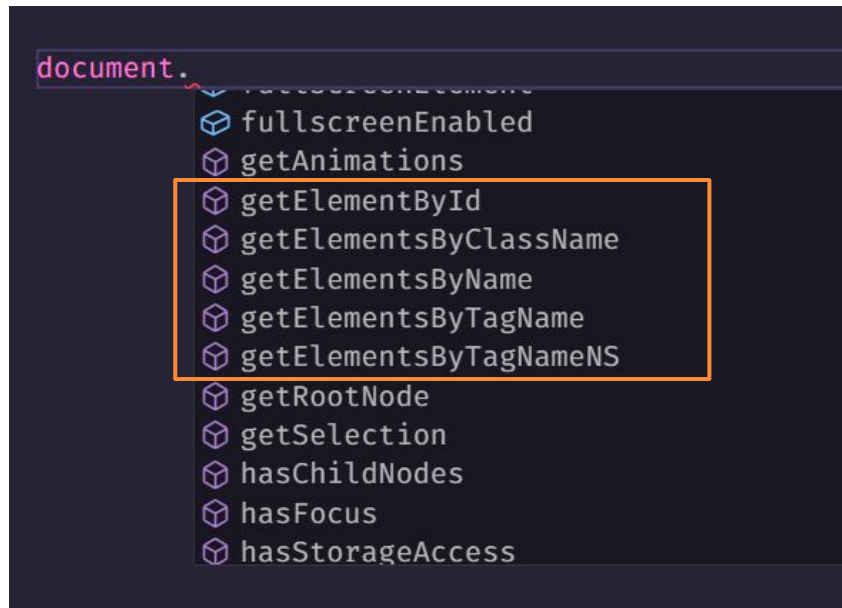 document.
fullscreenEnabled
getAnimations
getElementById
getElementsByClassName
getElementsByName
getElementsByTagName
getElementsByTagNameNS
getRootNode
getSelection
hasChildNodes
hasFocus
hasStorageAccess